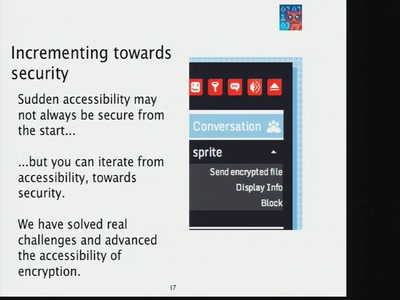 Incrementing towards
security
Sudden accessibility may
not always be secure from
the start...
...but you can iterate from
accessibility, towards
security.
We have solved real
challenges and advanced
the accessibility of
encryption.
Conversation
sprite
Send encrypted file
Display Info
Block
17